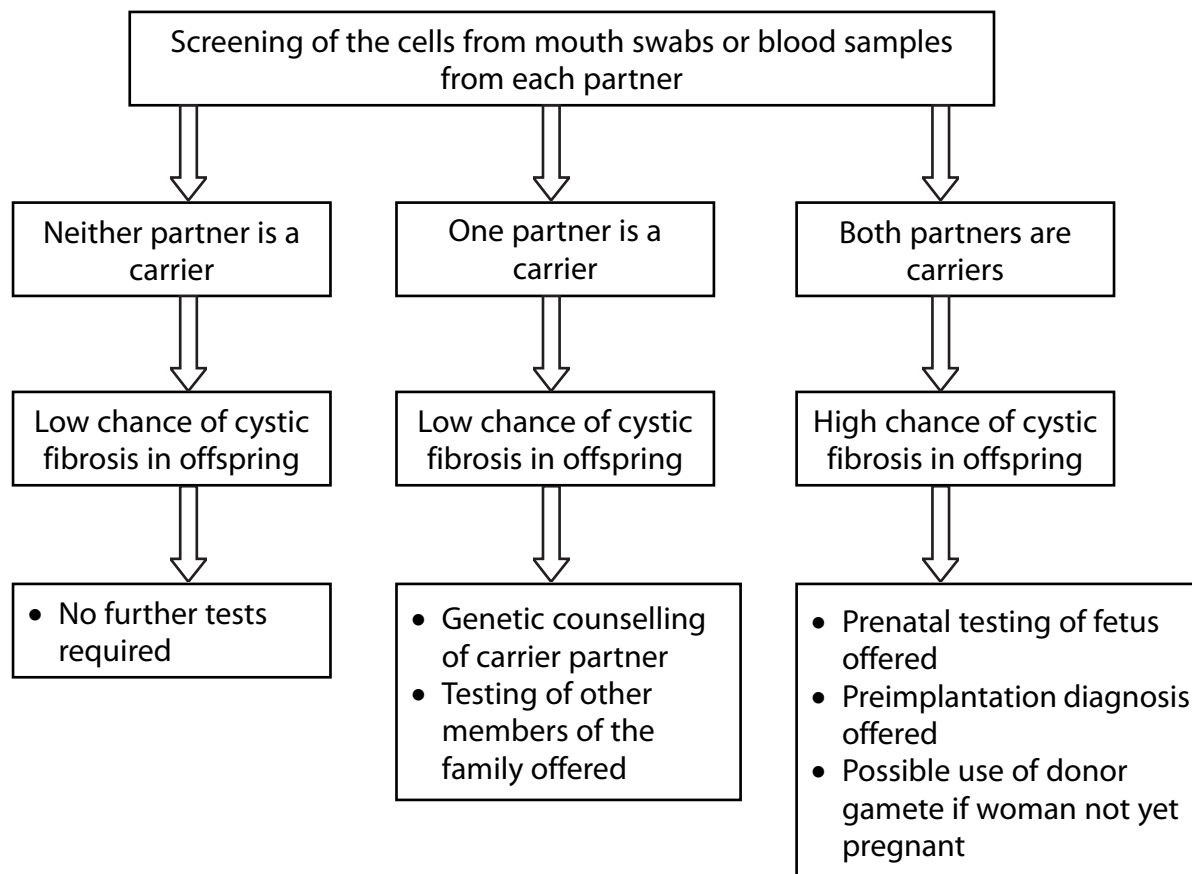 Screening of the cells from mouth swabs or blood samples
from each partner
Neither partner is a
carrier
One partner is a
carrier
Both partners are
carriers
Low chance of cystic
fibrosis in offspring
Low chance of cystic
fibrosis in offspring
High chance of cystic
fibrosis in offspring
• No further tests
required
• Genetic counselling
of carrier partner
• Testing of other
members of the
family offered
• Prenatal testing of fetus
offered
• Preimplantation diagnosis
offered
• Possible use of donor
gamete if woman not yet
pregnant